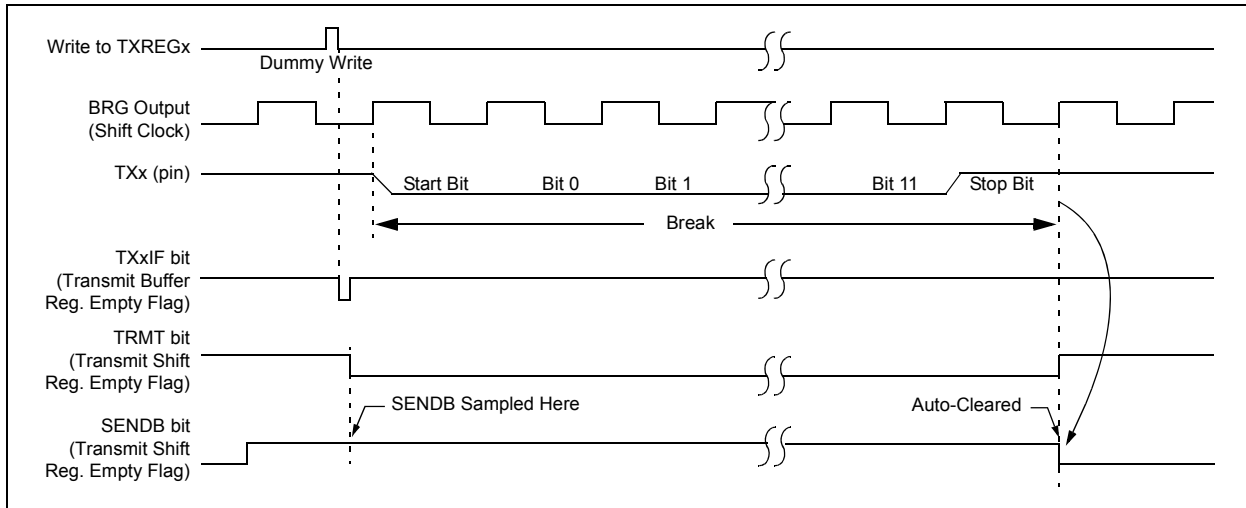 Write to TXREGx
Dummy Write
BRG Output
(Shift Clock)
TXx (pin)
Start Bit
Bit 0
Bit 1
Bit 11
Stop Bit
Break
TXxIF bit
(Transmit Buffer
Reg. Empty Flag)
TRMT bit
(Transmit Shift
Reg. Empty Flag)
SENDB Sampled Here
Auto-Cleared
SENDB bit
(Transmit Shift
Reg. Empty Flag)